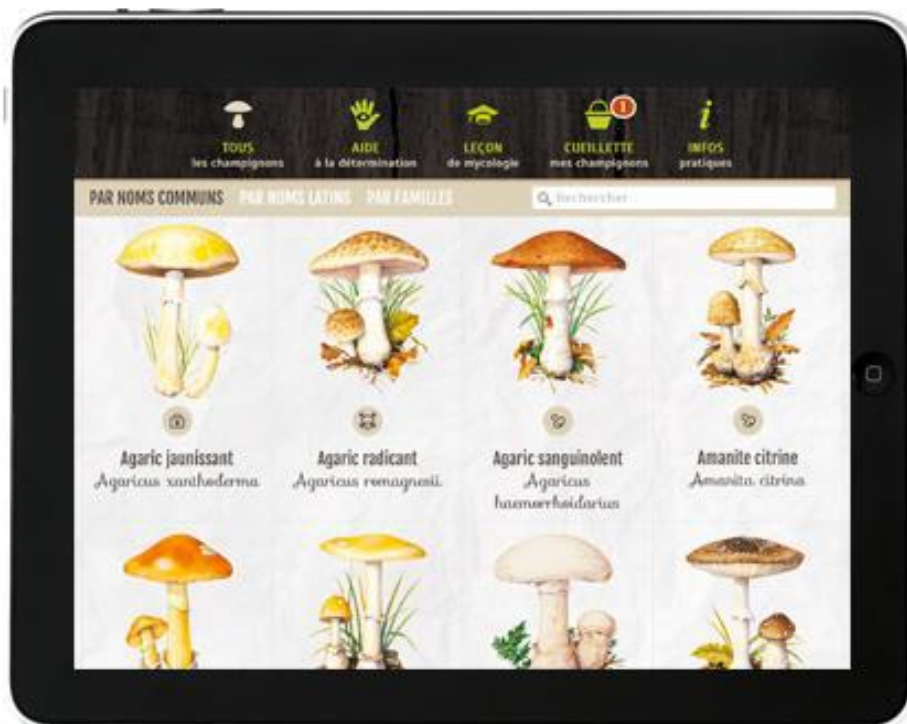 TOUS
les champignons
AIDE
à la détermination
LEÇON
de mycologie
1
CUEILLETTE
mes champignons
INFOS
pratiques
PAR NOMS COMMUNS PAR NOMS LATINS PAR FAMILLES Rechercher
Agaric jaunissant
Agaricus xanthoderma
Agaric radicant
Agaricus romagnesii
Agaric sanguinolent
Agaricus
haemorrhoidarius
Amanite citrine
Amanita citrina